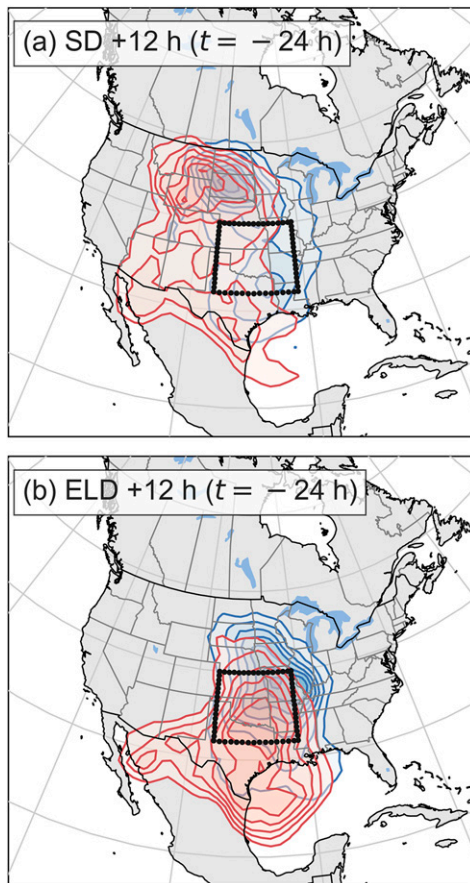 (a) SD +12 h (t = − 24 h)
(b) ELD +12 h (t = − 24 h)